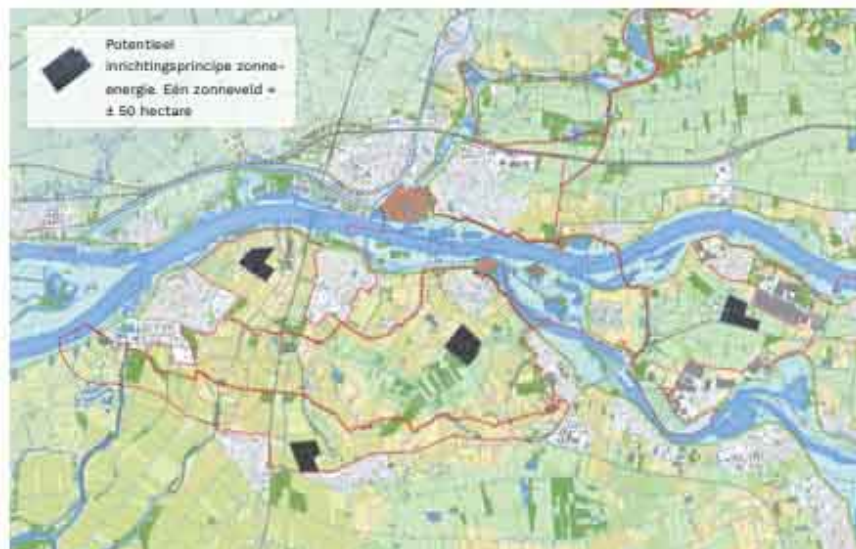 Potentieel
inrichtingsprincipe zonne-
energie. Eén zonneveld =
± 50 hectare